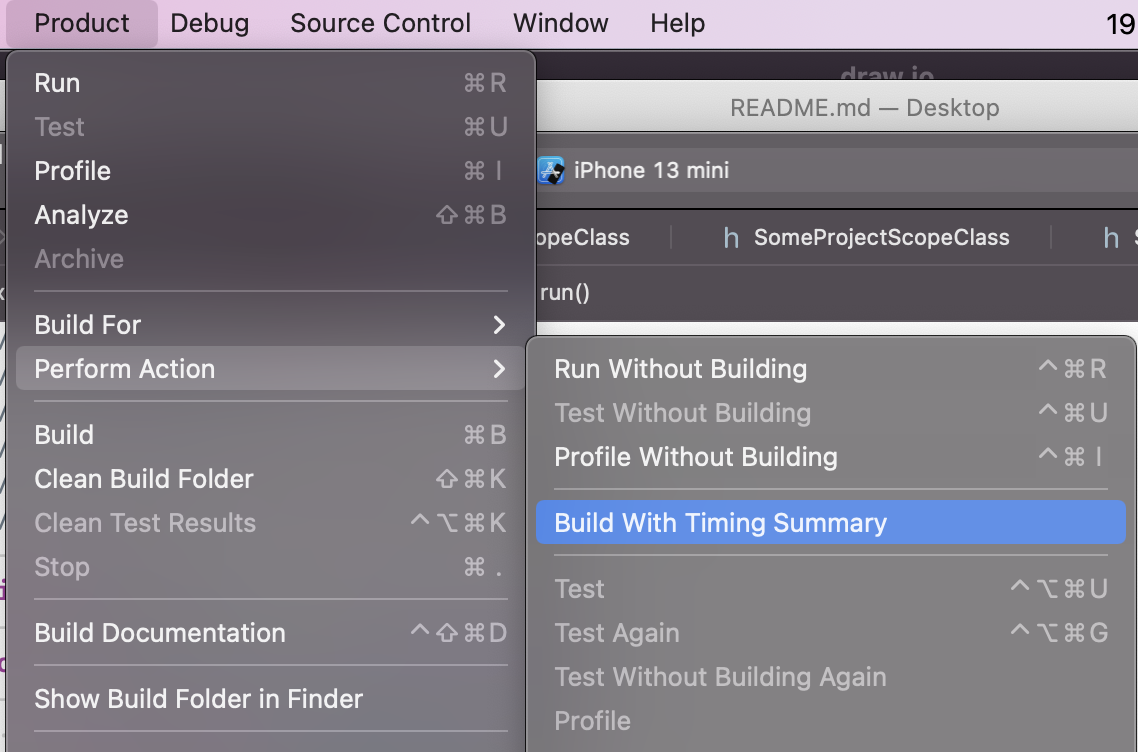 Product Debug Source Control Window Help 19
draw.io
README.md — Desktop
iPhone 13 mini
opeClass h SomeProjectScopeClass h
run()
Run ⌘R
Test ⌘U
Profile ⌘I
Analyze ⇧⌘B
Archive
Build For >
Perform Action >
Build ⌘B
Clean Build Folder ⇧⌘K
Clean Test Results ^⌥⌘K
Stop ⌘.
Build Documentation ^⇧⌘D
Show Build Folder in Finder
Run Without Building ^⌘R
Test Without Building ^⌘U
Profile Without Building ^⌘I
Build With Timing Summary
Test ^⌥⌘U
Test Again ^⌥⌘G
Test Without Building Again
Profile